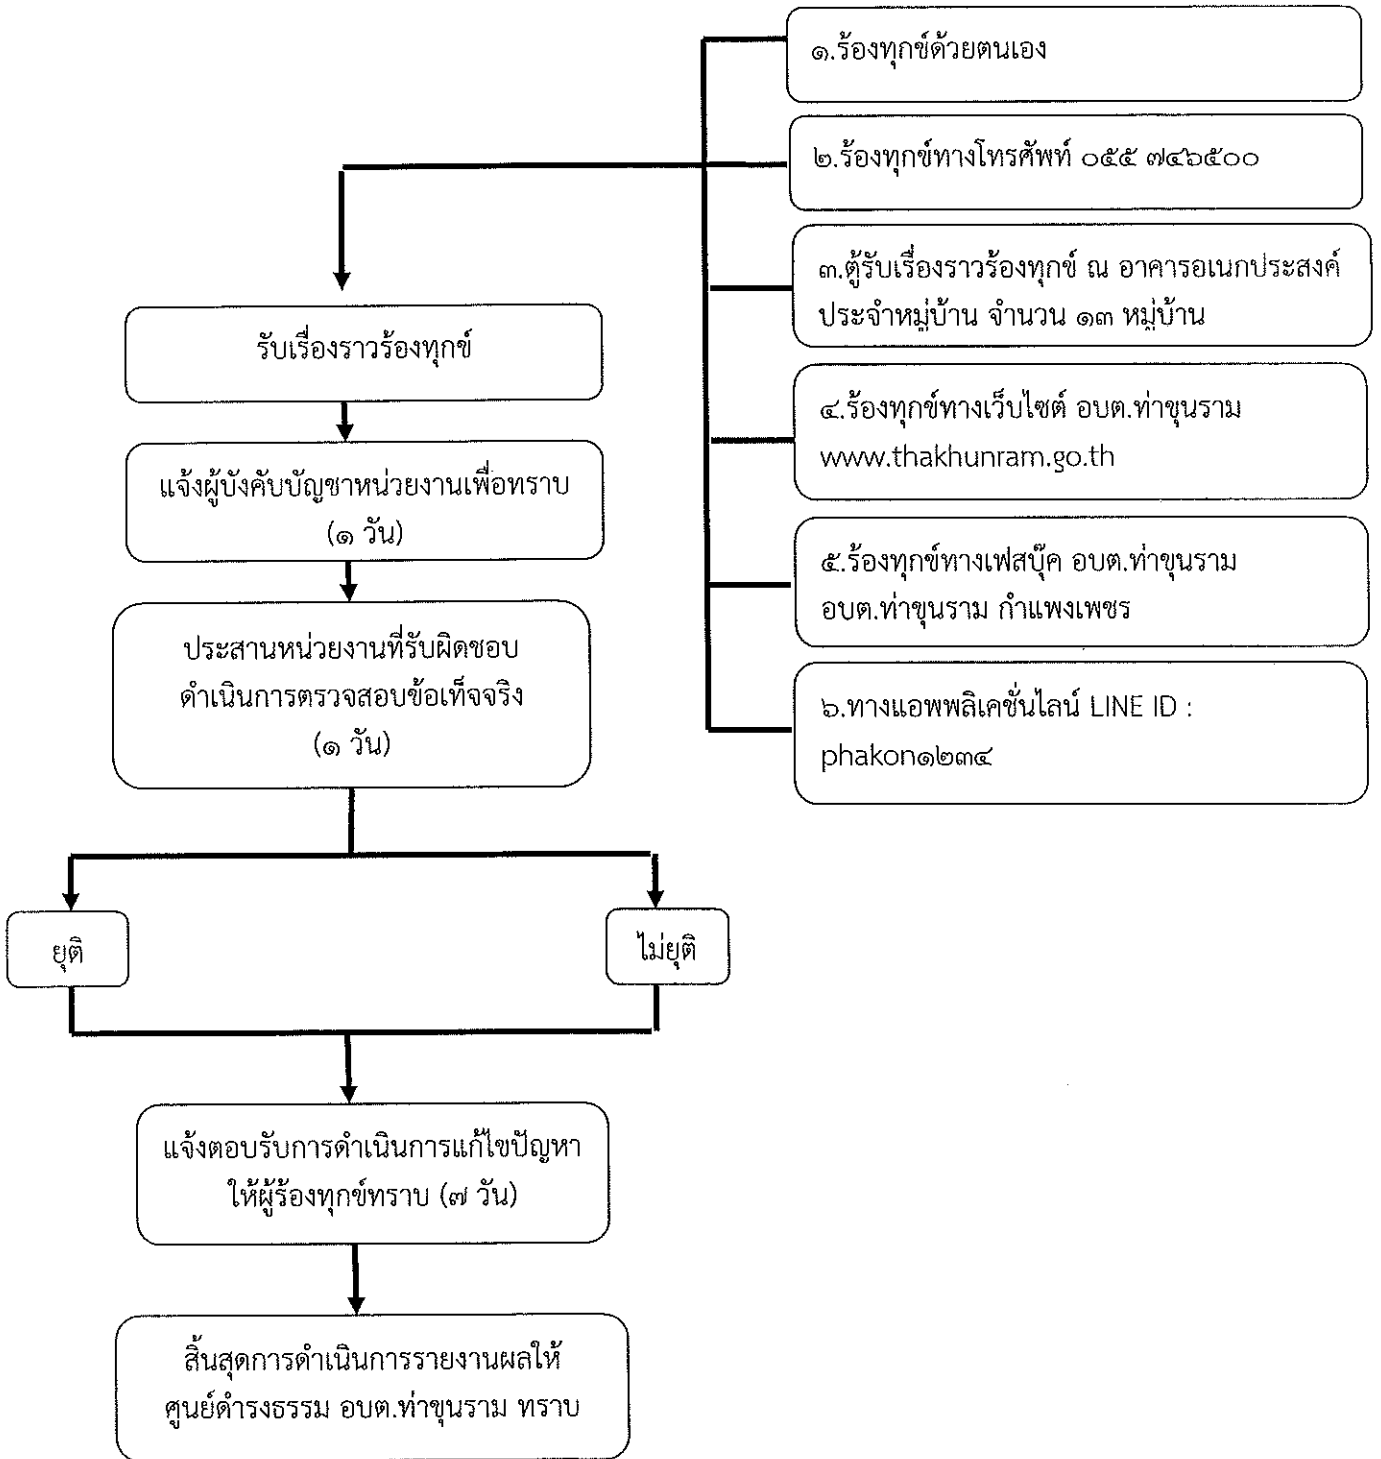 ๑.ร้องทุกข์ด้วยตนเอง
๒.ร้องทุกข์ทางโทรศัพท์ ๐๕๕ ๗๔๖๕๐๐
๓.ตู้รับเรื่องราวร้องทุกข์ ณ อาคารอเนกประสงค์
ประจำหมู่บ้าน จำนวน ๑๓ หมู่บ้าน
๔.ร้องทุกข์ทางเว็บไซต์ อบต.ท่าขุนราม
www.thakhunram.go.th
๕.ร้องทุกข์ทางเฟสบุ๊ค อบต.ท่าขุนราม
อบต.ท่าขุนราม กำแพงเพชร
๖.ทางแอพพลิเคชั่นไลน์ LINE ID :
phakon๑๒๓๔
รับเรื่องราวร้องทุกข์
แจ้งผู้บังคับบัญชาหน่วยงานเพื่อทราบ
(๑ วัน)
ประสานหน่วยงานที่รับผิดชอบ
ดำเนินการตรวจสอบข้อเท็จจริง
(๑ วัน)
ยุติ
ไม่ยุติ
แจ้งตอบรับการดำเนินการแก้ไขปัญหา
ให้ผู้ร้องทุกข์ทราบ (๗ วัน)
สิ้นสุดการดำเนินการรายงานผลให้
ศูนย์ดำรงธรรม อบต.ท่าขุนราม ทราบ